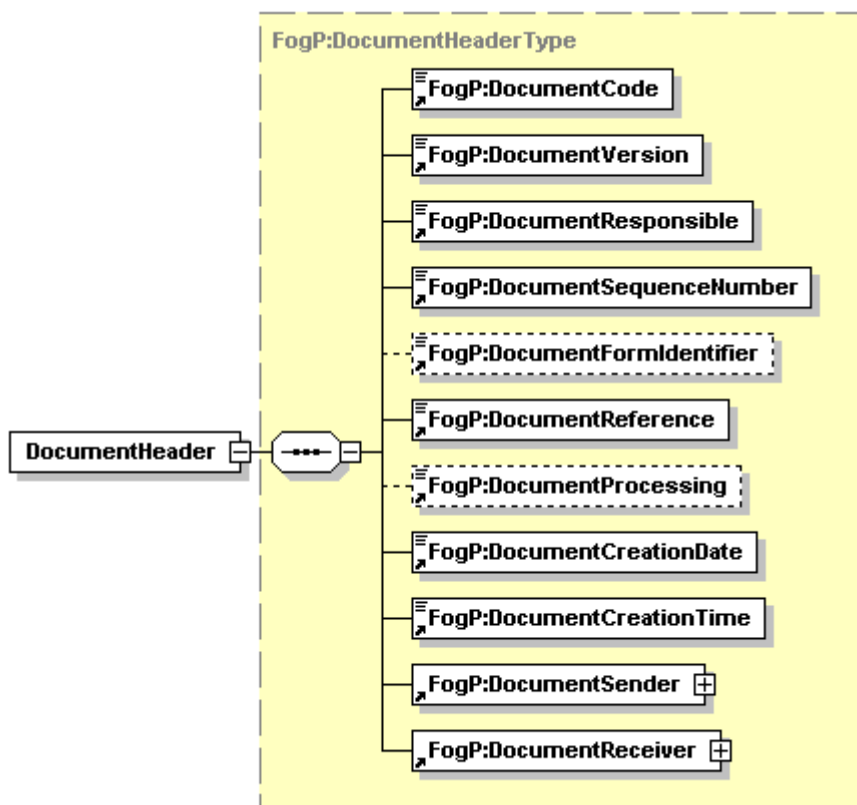 FogP:DocumentHeaderType
FogP:DocumentCode
FogP:DocumentVersion
FogP:DocumentResponsible
FogP:DocumentSequenceNumber
FogP:DocumentFormIdentifier
FogP:DocumentReference
DocumentHeader
FogP:DocumentProcessing
FogP:DocumentCreationDate
FogP:DocumentCreationTime
FogP:DocumentSender
FogP:DocumentReceiver